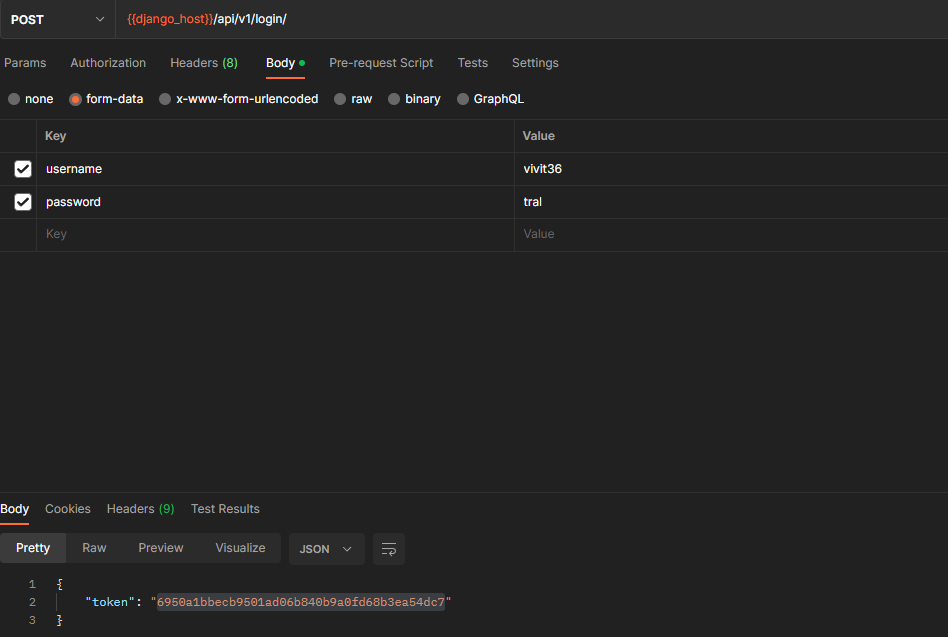 POST {{django_host}}/api/v1/login/
Params Authorization Headers (8) Body Pre-request Script Tests Settings
none form-data x-www-form-urlencoded raw binary GraphQL
Key Value
username vivit36
password tral
Key Value
Body Cookies Headers (9) Test Results
Pretty Raw Preview Visualize JSON
1 {
2 "token": "6950a1bbecb9501ad06b840b9a0fd68b3ea54dc7"
3 }